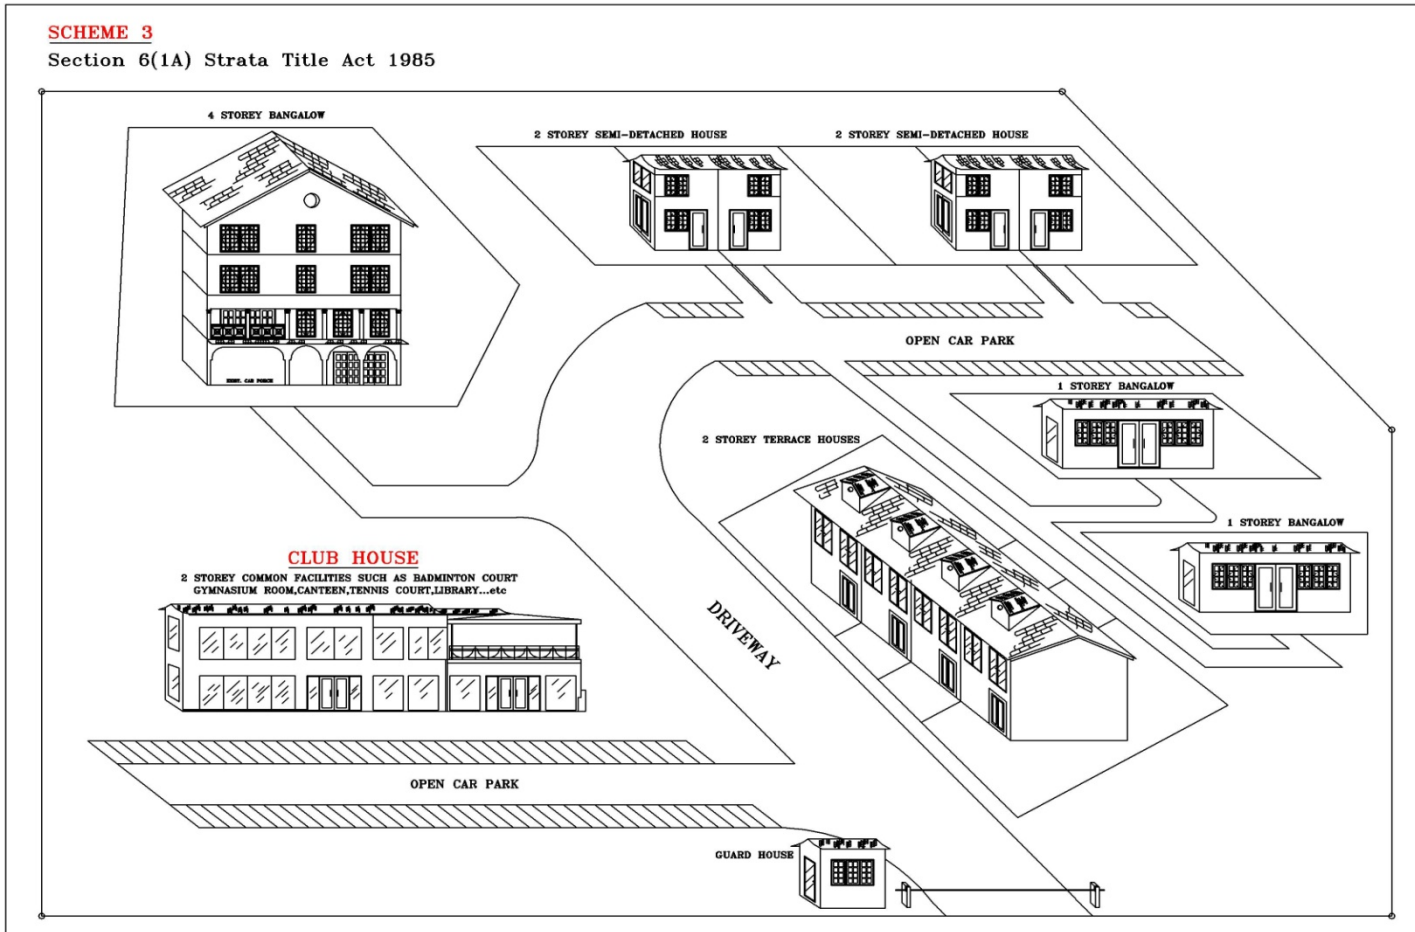 SCHEME 3
Section 6(1A) Strata Title Act 1985
4 STOREY BANGALOW
2 STOREY SEMI-DETACHED HOUSE
2 STOREY SEMI-DETACHED HOUSE
OPEN CAR PARK
1 STOREY BANGALOW
2 STOREY TERRACE HOUSES
1 STOREY BANGALOW
CLUB HOUSE
2 STOREY COMMON FACILITIES SUCH AS BADMINTON COURT
GYMNASIUM ROOM,CANTEEN,TENNIS COURT,LIBRARY...etc
DRIVEWAY
OPEN CAR PARK
GUARD HOUSE
CAR PORCH